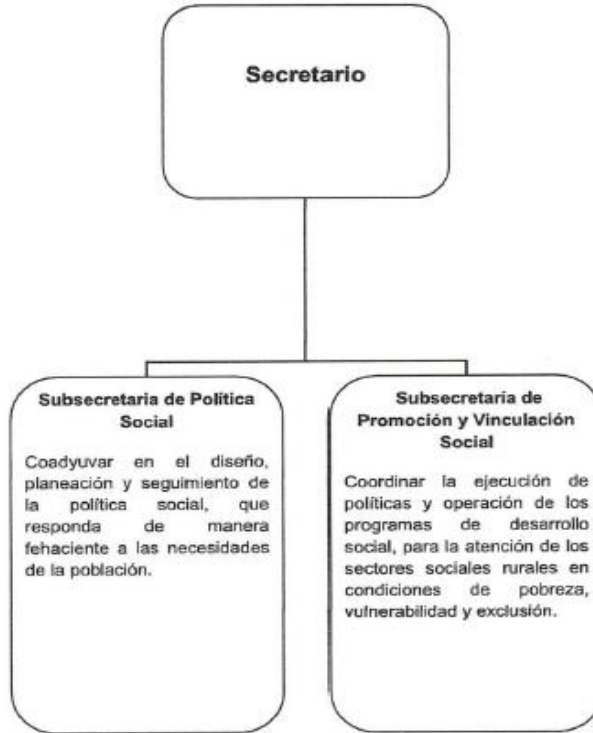 Secretario
Subsecretaria de Política
Social
Coadyuvar en el diseño,
planeación y seguimiento de
la política social, que
responda de manera
fehaciente a las necesidades
de la población.
Subsecretaría de
Promoción y Vinculación
Social
Coordinar la ejecución de
políticas y operación de los
programas de desarrollo
social, para la atención de los
sectores sociales rurales en
condiciones de pobreza,
vulnerabilidad y exclusión.